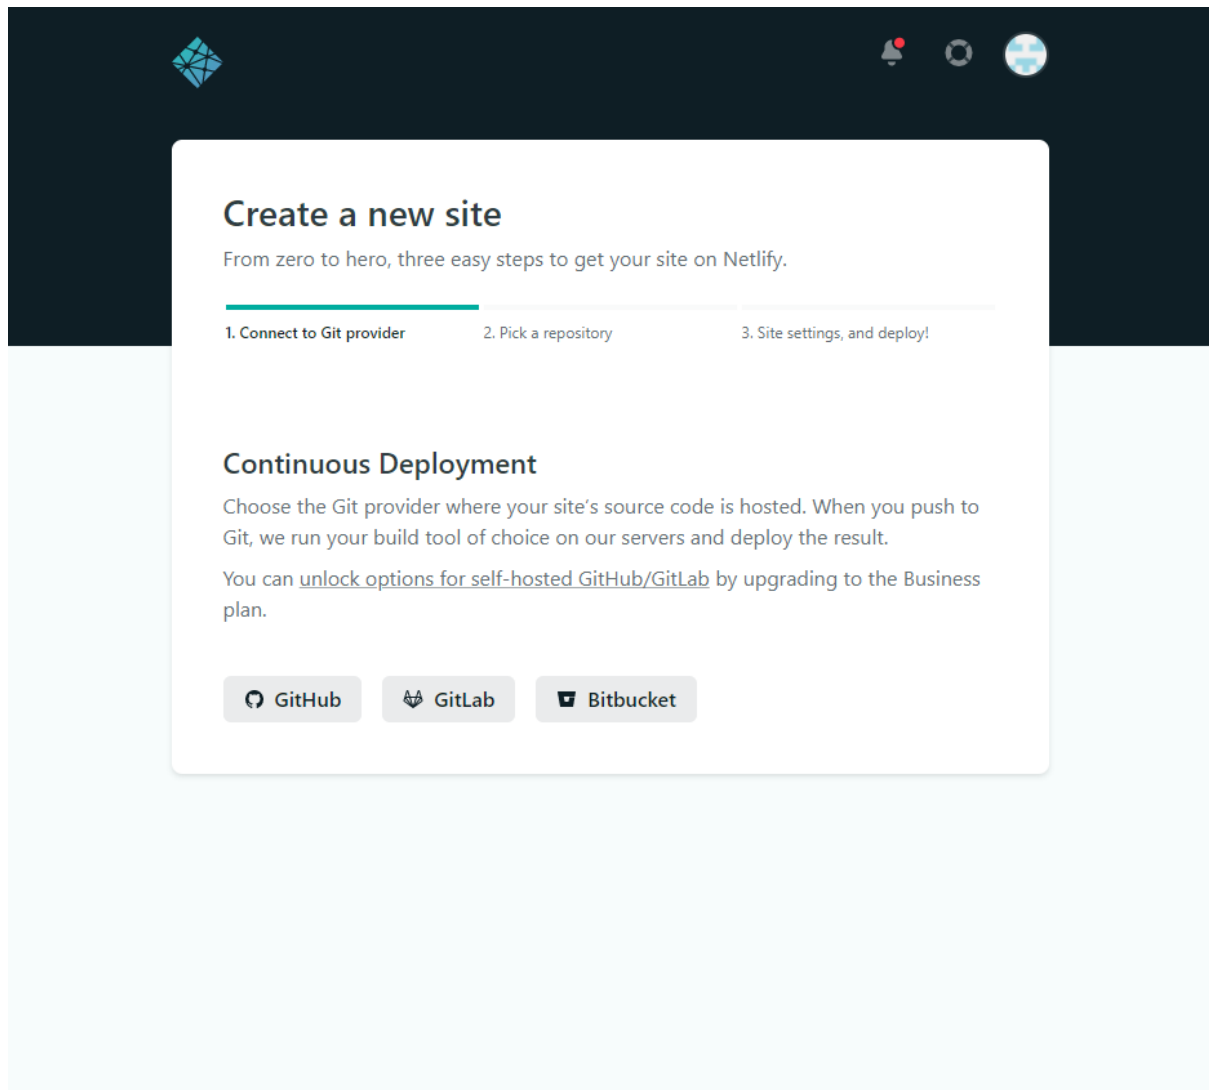 Create a new site
From zero to hero, three easy steps to get your site on Netlify.
1. Connect to Git provider
2. Pick a repository
3. Site settings, and deploy!
Continuous Deployment
Choose the Git provider where your site’s source code is hosted. When you push to
Git, we run your build tool of choice on our servers and deploy the result.
You can unlock options for self-hosted GitHub/GitLab by upgrading to the Business
plan.
GitHub
GitLab
Bitbucket